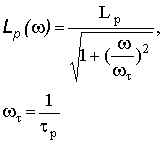 L_p(ω) = L_p / √(1 + (ω/ω_τ)²),
ω_τ = 1/τ_p